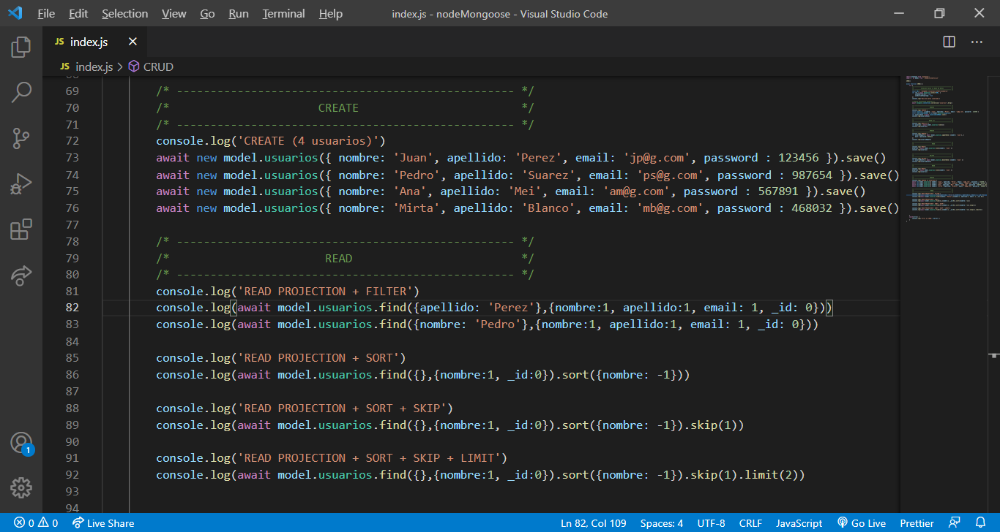 File Edit Selection View Go Run Terminal Help index.js - nodeMongoose - Visual Studio Code
JS index.js
JS index.js > CRUD
69 /* -------------------------------------------------- */
70 /* CREATE */
71 /* -------------------------------------------------- */
72 console.log('CREATE (4 usuarios)')
73 await new model.usuarios({ nombre: 'Juan', apellido: 'Perez', email: 'jp@g.com', password : 123456 }).save()
74 await new model.usuarios({ nombre: 'Pedro', apellido: 'Suarez', email: 'ps@g.com', password : 987654 }).save()
75 await new model.usuarios({ nombre: 'Ana', apellido: 'Mei', email: 'am@g.com', password : 567891 }).save()
76 await new model.usuarios({ nombre: 'Mirta', apellido: 'Blanco', email: 'mb@g.com', password : 468032 }).save()
77
78 /* -------------------------------------------------- */
79 /* READ */
80 /* -------------------------------------------------- */
81 console.log('READ PROJECTION + FILTER')
82 console.log(await model.usuarios.find({apellido: 'Perez'},{nombre:1, apellido:1, email: 1, _id: 0}))
83 console.log(await model.usuarios.find({nombre: 'Pedro'},{nombre:1, apellido:1, email: 1, _id: 0}))
84
85 console.log('READ PROJECTION + SORT')
86 console.log(await model.usuarios.find({},{nombre:1, _id:0}).sort({nombre: -1}))
87
88 console.log('READ PROJECTION + SORT + SKIP')
89 console.log(await model.usuarios.find({},{nombre:1, _id:0}).sort({nombre: -1}).skip(1))
90
91 console.log('READ PROJECTION + SORT + SKIP + LIMIT')
92 console.log(await model.usuarios.find({},{nombre:1, _id:0}).sort({nombre: -1}).skip(1).limit(2))
93
94
1
0 0 Live Share Ln 82, Col 109 Spaces: 4 UTF-8 CRLF JavaScript Go Live Prettier